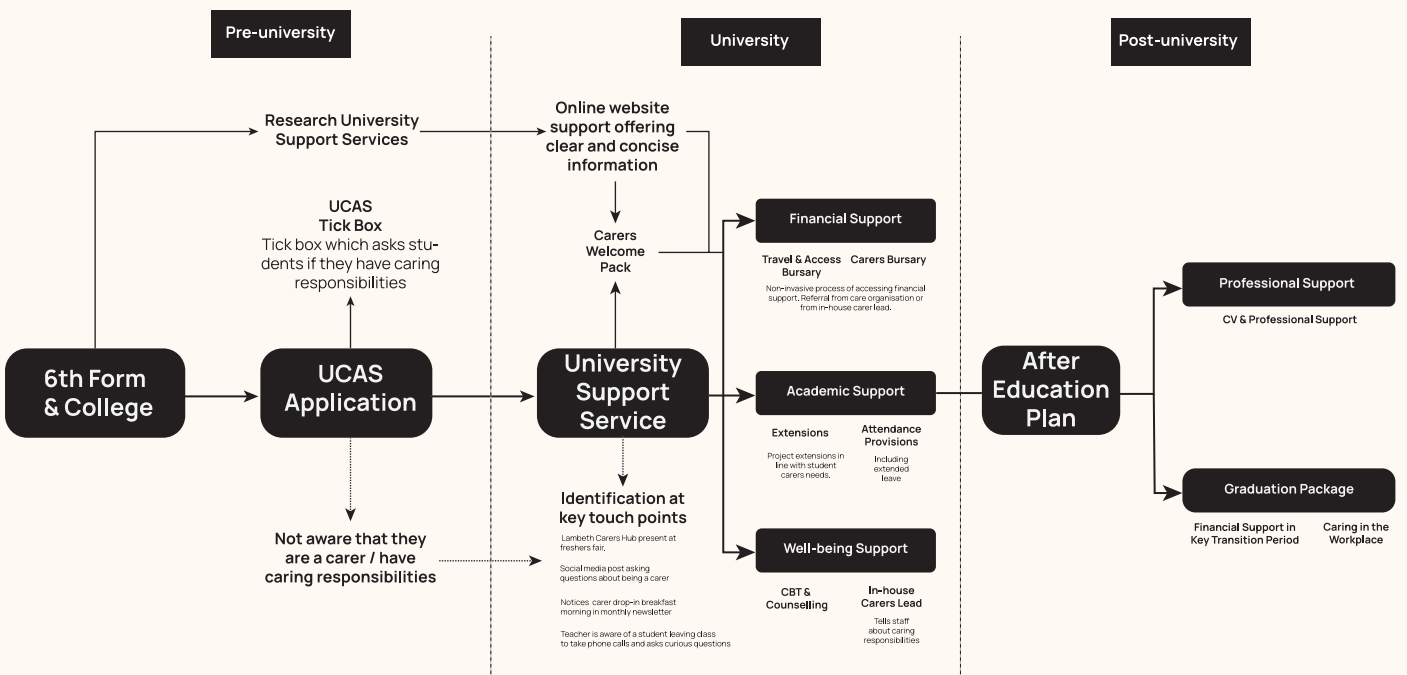 Pre-university
University
Post-university
Research University
Support Services
Online website
support offering
clear and concise
information
UCAS
Tick Box
Tick box which asks stu-
dents if they have caring
responsibilities
Carers
Welcome
Pack
6th Form
& College
UCAS
Application
University
Support
Service
Not aware that they
are a carer / have
caring responsibilities
Identification at
key touch points
Lambeth Carers Hub present at
freshers fair.
Social media post asking
questions about being a carer
Notices carer drop-in breakfast
morning in monthly newsletter
Teacher is aware of a student leaving class
to take phone calls and asks curious questions
Financial Support
Travel & Access
Bursary
Carers Bursary
Non-invasive process of accessing financial
support. Referral from care organisation or
from in-house carer lead.
Academic Support
Extensions
Project extensions in
line with student
carers needs.
Attendance
Provisions
Including
extended
leave
Well-being Support
CBT &
Counselling
In-house
Carers Lead
Tells staff
about caring
responsibilities
After
Education
Plan
Professional Support
CV & Professional Support
Graduation Package
Financial Support in
Key Transition Period
Caring in the
Workplace